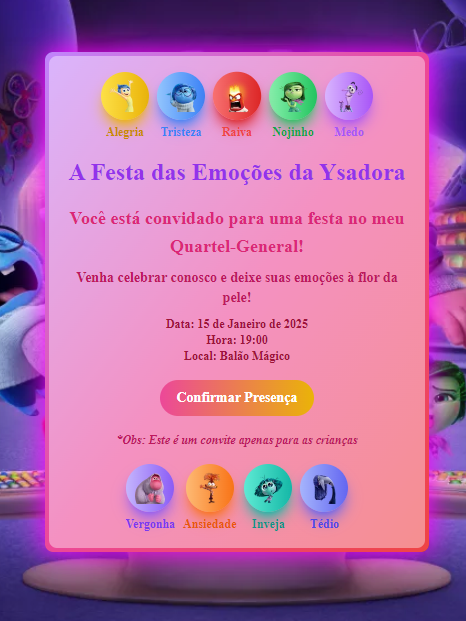 Alegria Tristeza Raiva Nojinho Medo
A Festa das Emoções da Ysadora
Você está convidado para uma festa no meu
Quartel-General!
Venha celebrar conosco e deixe suas emoções à flor da
pele!
Data: 15 de Janeiro de 2025
Hora: 19:00
Local: Balão Mágico
Confirmar Presença
*Obs: Este é um convite apenas para as crianças
Vergonha Ansiedade Inveja Tédio